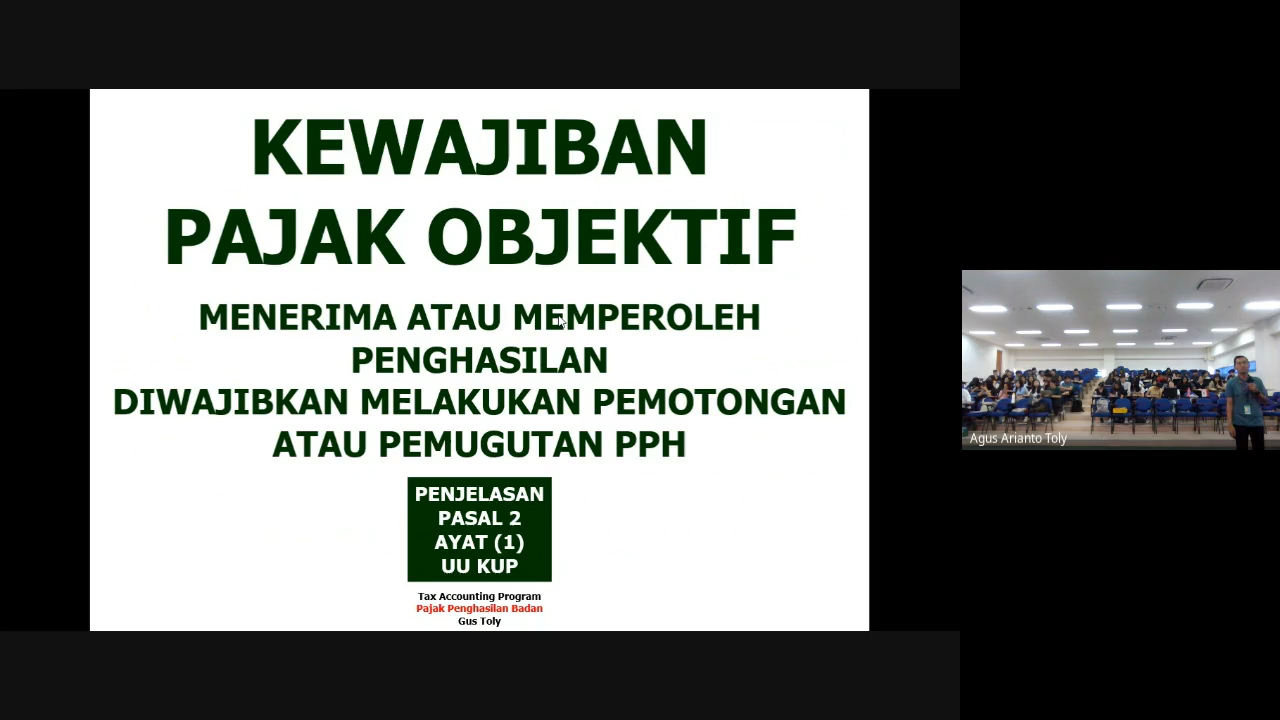 KEWAJIBAN
PAJAK OBJEKTIF
MENERIMA ATAU MEMPEROLEH
PENGHASILAN
DIWAJIBKAN MELAKUKAN PEMOTONGAN
ATAU PEMUGUTAN PPH
PENJELASAN
PASAL 2
AYAT (1)
UU KUP
Tax Accounting Program
Pajak Penghasilan Badan
Gus Toly
Agus Arianto Toly